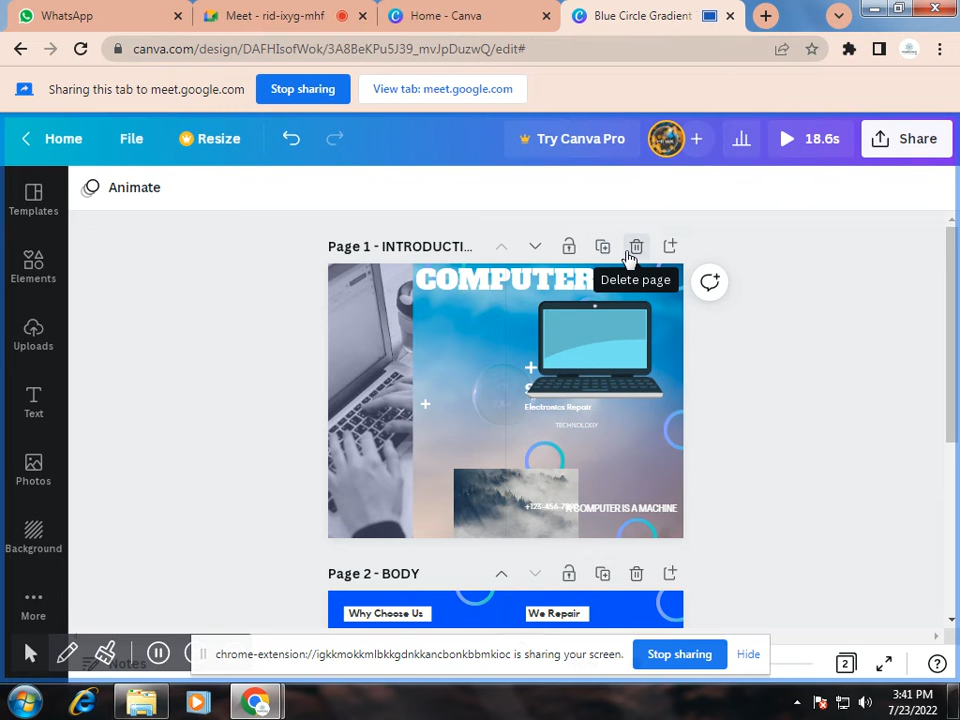 WhatsApp
Meet - rid-ixyg-mhf
Home - Canva
Blue Circle Gradient
canva.com/design/DAFHIsofWok/3A8BeKPu5J39_mvJpDuzwQ/edit#
Sharing this tab to meet.google.com
Stop sharing
View tab: meet.google.com
Home
File
Resize
Try Canva Pro
18.6s
Share
Templates
Animate
Elements
Uploads
Text
Photos
Background
More
Page 1 - INTRODUCTI...
Delete page
COMPUTER
Electronics Repair
TECHNOLOGY
A COMPUTER IS A MACHINE
Page 2 - BODY
Why Choose Us
We Repair
Notes
chrome-extension://igkkmokkmlbkkgdnkkancbonkbbmkioc is sharing your screen.
Stop sharing
Hide
2
3:41 PM
7/23/2022